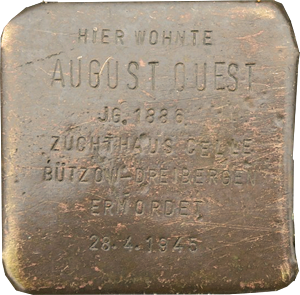 HIER WOHNTE
AUGUST QUEST
JG. 1886
ZUCHTHAUS CELLE
BÜTZOW-DREIBERGEN
ERMORDET
28.4.1945